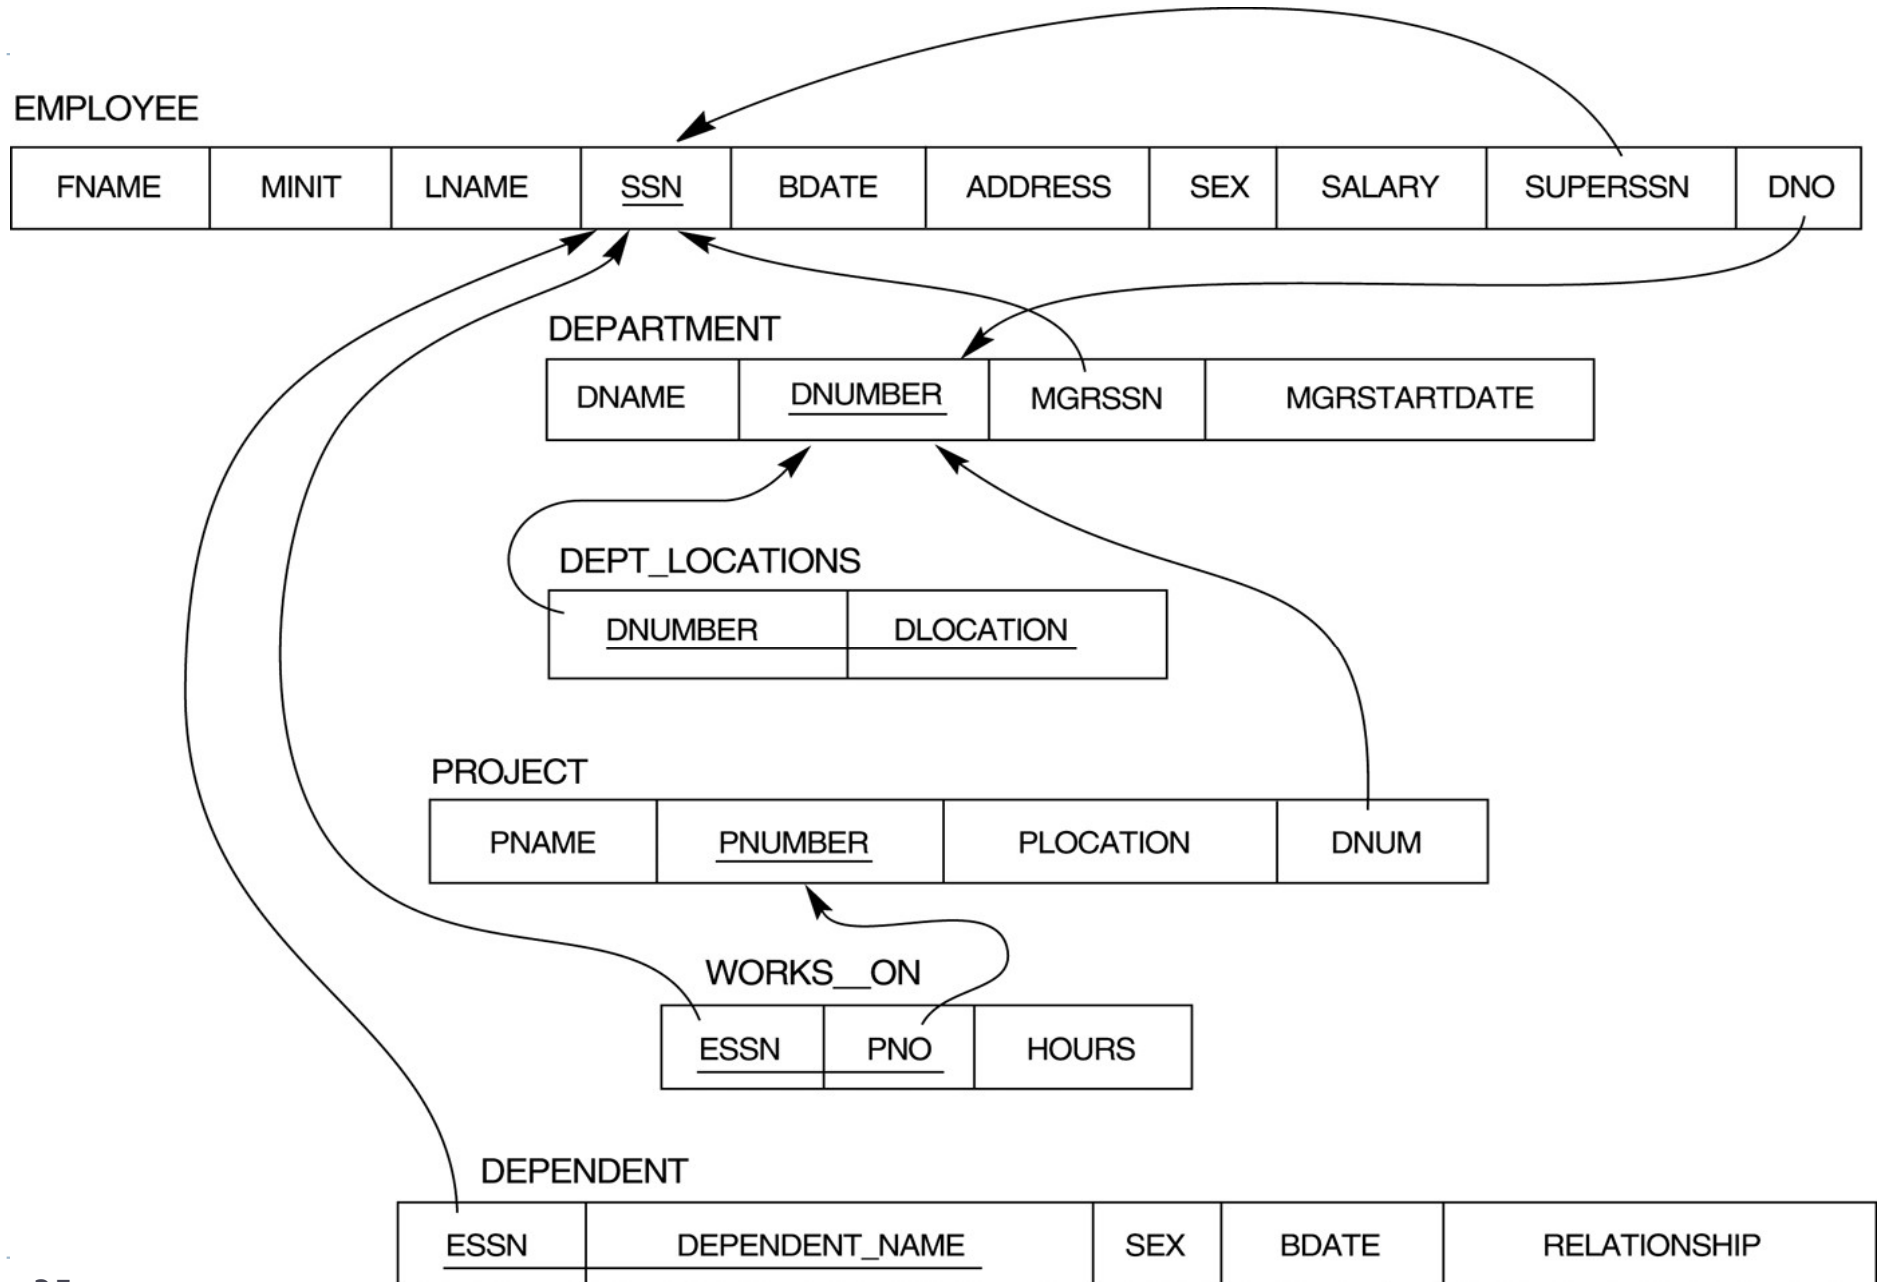 EMPLOYEE
FNAME MINIT LNAME SSN BDATE ADDRESS SEX SALARY SUPERSSN DNO
DEPARTMENT
DNAME DNUMBER MGRSSN MGRSTARTDATE
DEPT_LOCATIONS
DNUMBER DLOCATION
PROJECT
PNAME PNUMBER PLOCATION DNUM
WORKS__ON
ESSN PNO HOURS
DEPENDENT
ESSN DEPENDENT_NAME SEX BDATE RELATIONSHIP